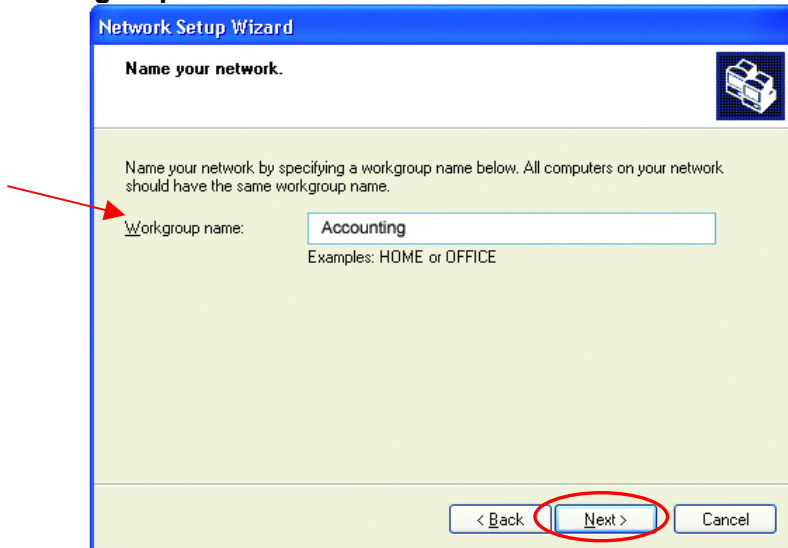 Network Setup Wizard
Name your network.
Name your network by specifying a workgroup name below. All computers on your network
should have the same workgroup name.
Workgroup name: Accounting
Examples: HOME or OFFICE
< Back Next > Cancel